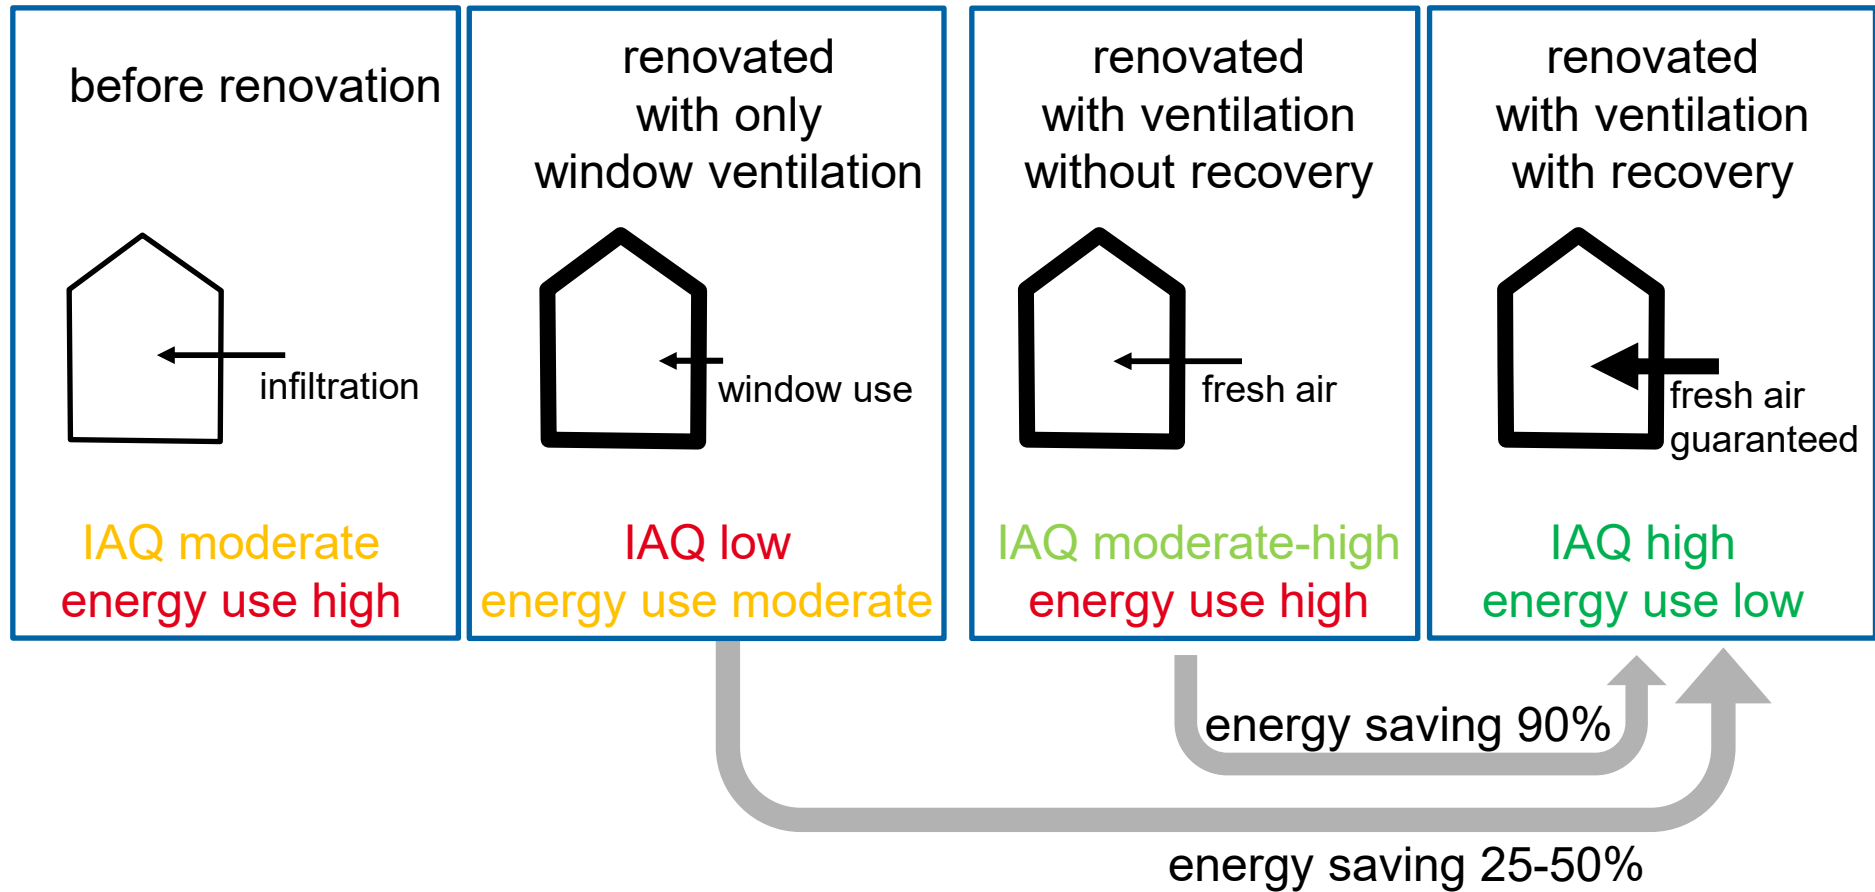 before renovation
infiltration
IAQ moderate
energy use high
renovated
with only
window ventilation
window use
IAQ low
energy use moderate
renovated
with ventilation
without recovery
fresh air
IAQ moderate-high
energy use high
renovated
with ventilation
with recovery
fresh air
guaranteed
IAQ high
energy use low
energy saving 90%
energy saving 25-50%